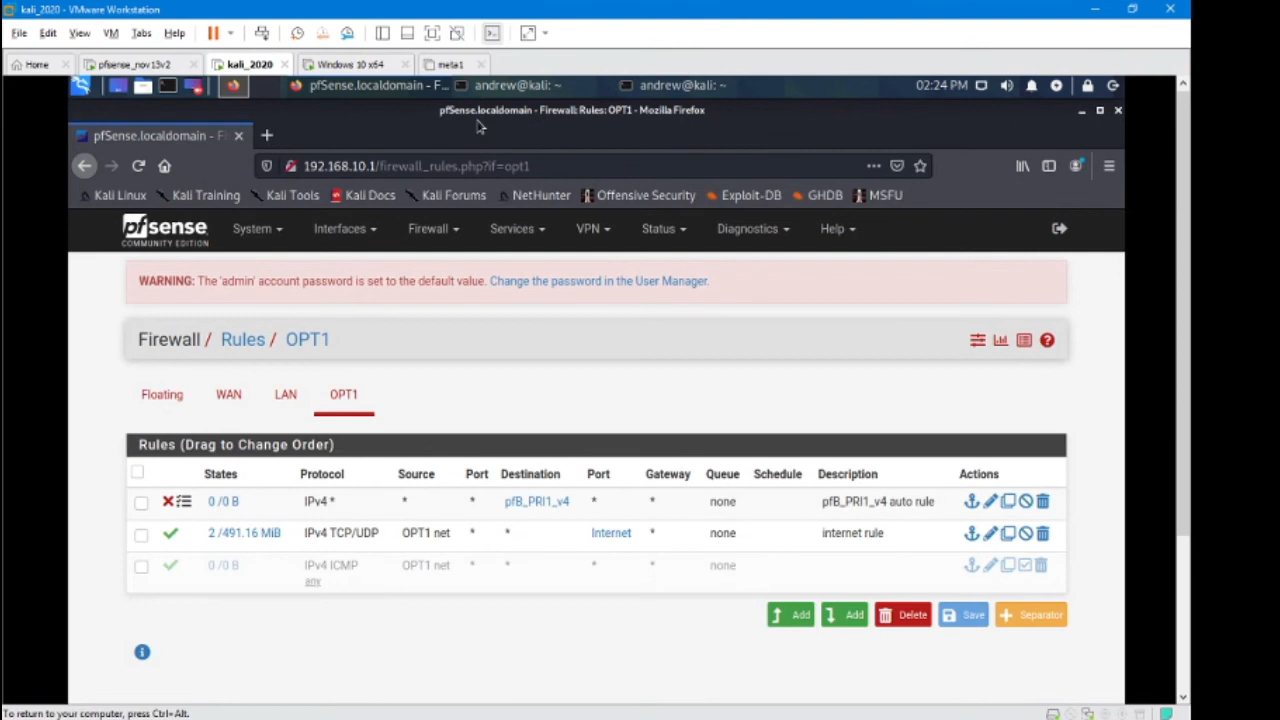 kali_2020 - VMware Workstation
File Edit View VM Tabs Help
Home pfsense_nov13v2 kali_2020 Windows 10 x64 meta1
pfSense.localdomain - F... andrew@kali: ~ andrew@kali: ~ 02:24 PM
pfSense.localdomain - Firewall: Rules: OPT1 - Mozilla Firefox
pfSense.localdomain - Fi
192.168.10.1/firewall_rules.php?if=opt1
Kali Linux Kali Training Kali Tools Kali Docs Kali Forums NetHunter Offensive Security Exploit-DB GHDB MSFU
pfsense COMMUNITY EDITION System Interfaces Firewall Services VPN Status Diagnostics Help
WARNING: The 'admin' account password is set to the default value. Change the password in the User Manager.
Firewall / Rules / OPT1
Floating WAN LAN OPT1
Rules (Drag to Change Order)
States Protocol Source Port Destination Port Gateway Queue Schedule Description Actions
0 /0 B IPv4 * * * pfB_PRI1_v4 * * none pfB_PRI1_v4 auto rule
2 /491.16 MiB IPv4 TCP/UDP OPT1 net * * Internet * none internet rule
0 /0 B IPv4 ICMP OPT1 net * * * * none
any
Add Add Delete Save Separator
To return to your computer, press Ctrl+Alt.